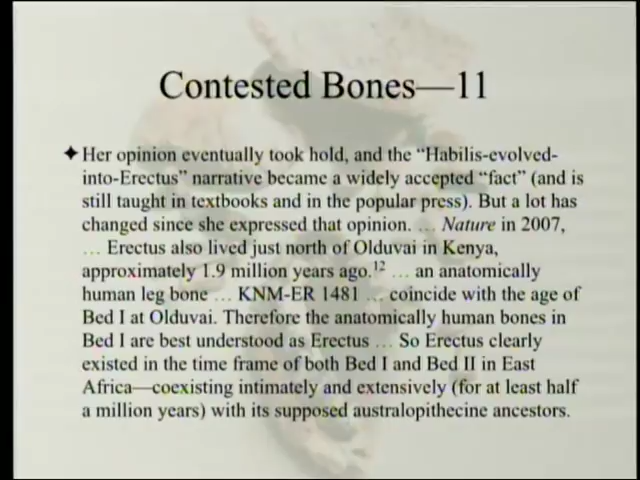 Contested Bones—11
✦Her opinion eventually took hold, and the “Habilis-evolved-
into-Erectus” narrative became a widely accepted “fact” (and is
still taught in textbooks and in the popular press). But a lot has
changed since she expressed that opinion. … Nature in 2007,
… Erectus also lived just north of Olduvai in Kenya,
approximately 1.9 million years ago.¹² … an anatomically
human leg bone … KNM-ER 1481 … coincide with the age of
Bed I at Olduvai. Therefore the anatomically human bones in
Bed I are best understood as Erectus … So Erectus clearly
existed in the time frame of both Bed I and Bed II in East
Africa—coexisting intimately and extensively (for at least half
a million years) with its supposed australopithecine ancestors.